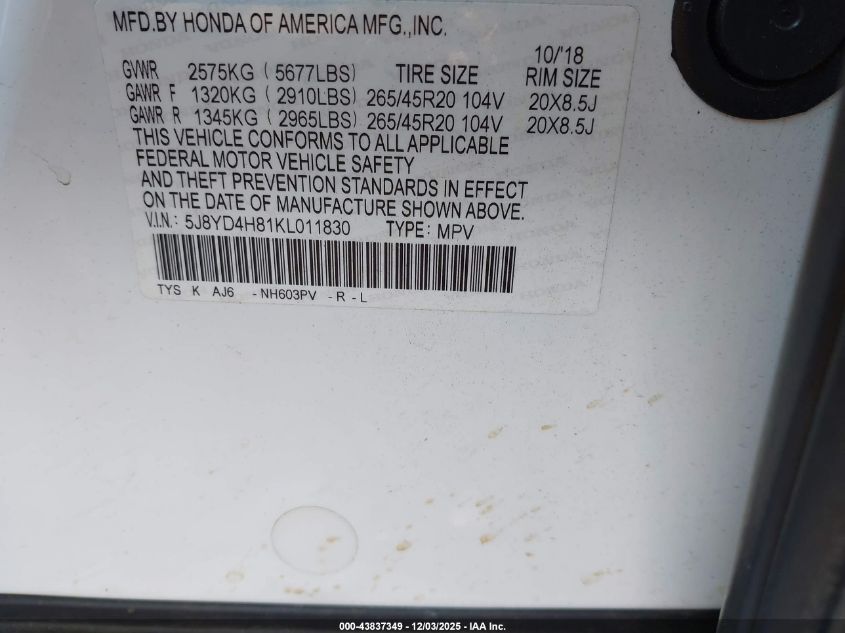 MFD.BY HONDA OF AMERICA MFG.,INC.
10/'18
GVWR 2575KG ( 5677LBS) TIRE SIZE RIM SIZE
GAWR F 1320KG ( 2910LBS) 265/45R20 104V 20X8.5J
GAWR R 1345KG ( 2965LBS) 265/45R20 104V 20X8.5J
THIS VEHICLE CONFORMS TO ALL APPLICABLE
FEDERAL MOTOR VEHICLE SAFETY
AND THEFT PREVENTION STANDARDS IN EFFECT
ON THE DATE OF MANUFACTURE SHOWN ABOVE.
V.I.N.: 5J8YD4H81KL011830 TYPE: MPV
TYS K AJ6 -NH603PV -R -L
000-43837349 - 12/03/2025 - IAA Inc.